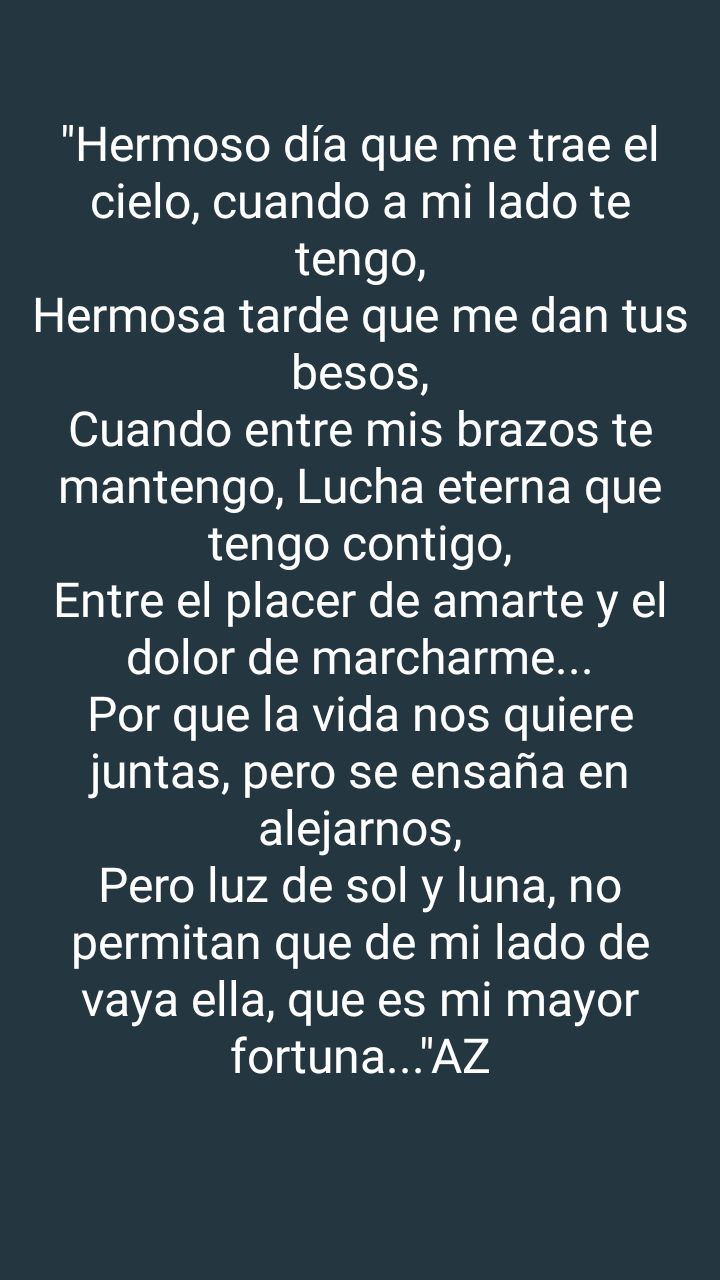 "Hermoso día que me trae el
cielo, cuando a mi lado te
tengo,
Hermosa tarde que me dan tus
besos,
Cuando entre mis brazos te
mantengo, Lucha eterna que
tengo contigo,
Entre el placer de amarte y el
dolor de marcharme...
Por que la vida nos quiere
juntas, pero se ensaña en
alejarnos,
Pero luz de sol y luna, no
permitan que de mi lado de
vaya ella, que es mi mayor
fortuna..."AZ